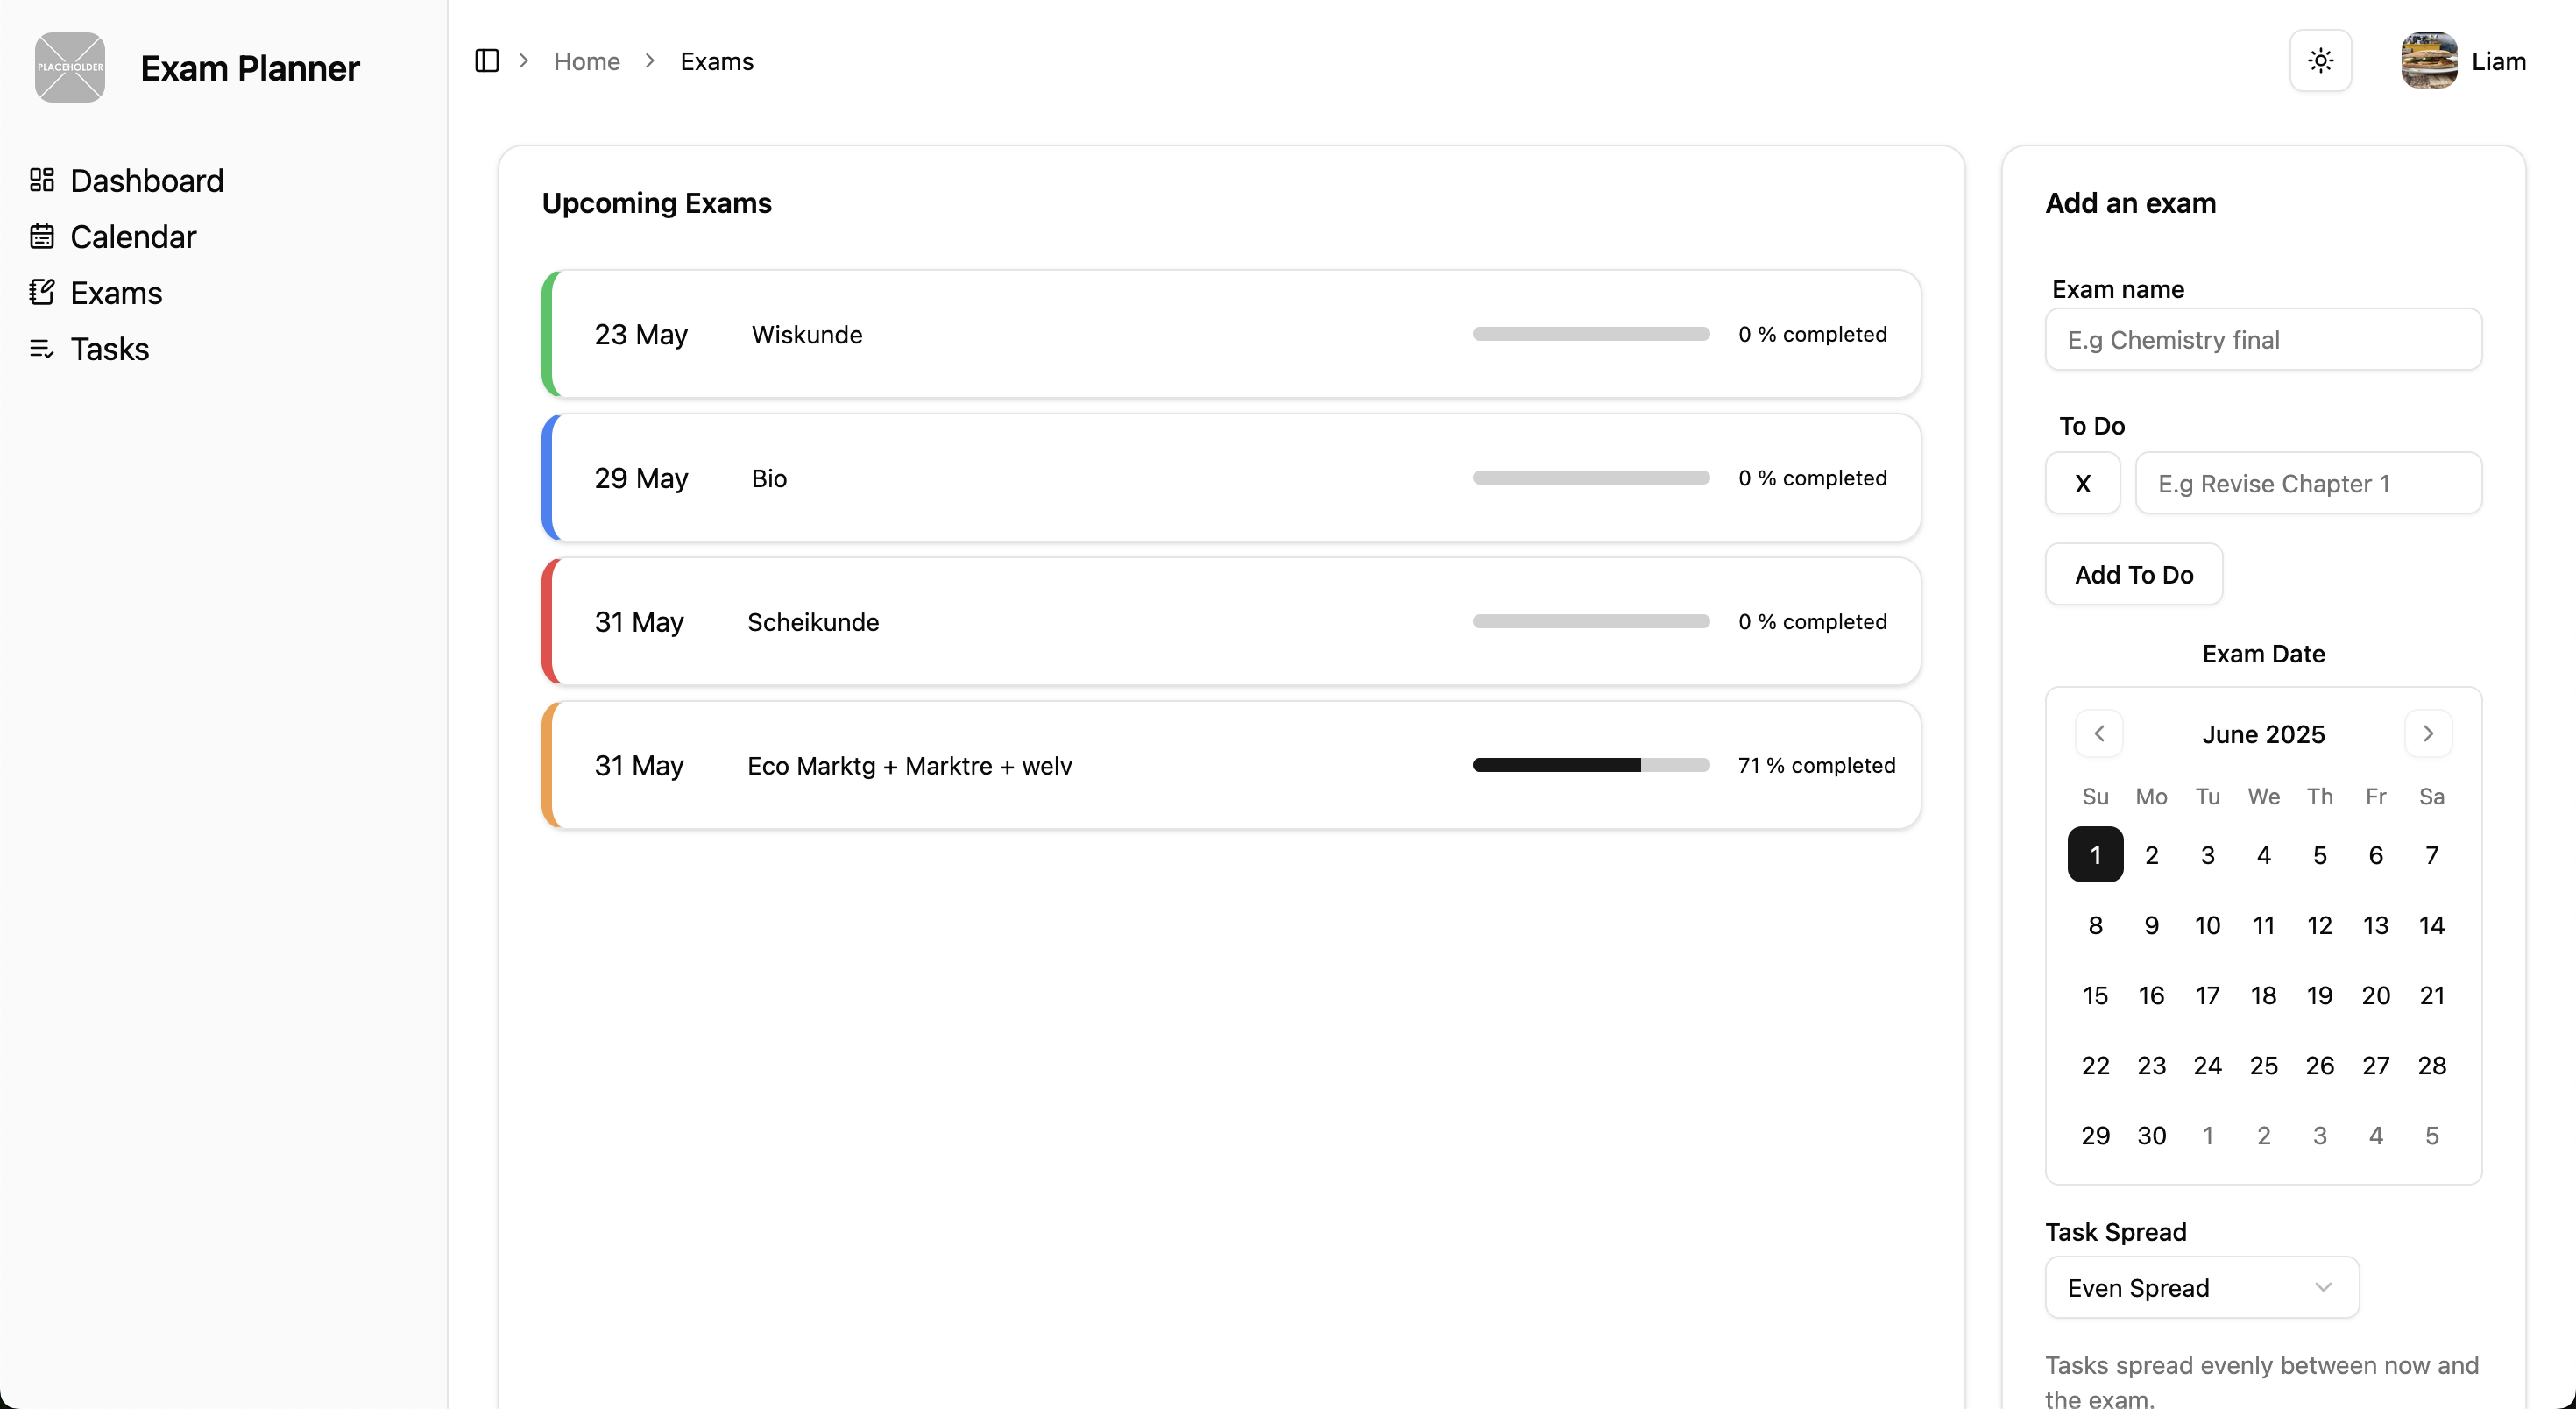 PLACEHOLDER
Exam Planner
Dashboard
Calendar
Exams
Tasks
Home
Exams
Liam
Upcoming Exams
23 May Wiskunde 0 % completed
29 May Bio 0 % completed
31 May Scheikunde 0 % completed
31 May Eco Marktg + Marktre + welv 71 % completed
Add an exam
Exam name
E.g Chemistry final
To Do
X E.g Revise Chapter 1
Add To Do
Exam Date
June 2025
Su Mo Tu We Th Fr Sa
1 2 3 4 5 6 7
8 9 10 11 12 13 14
15 16 17 18 19 20 21
22 23 24 25 26 27 28
29 30 1 2 3 4 5
Task Spread
Even Spread
Tasks spread evenly between now and
the exam.